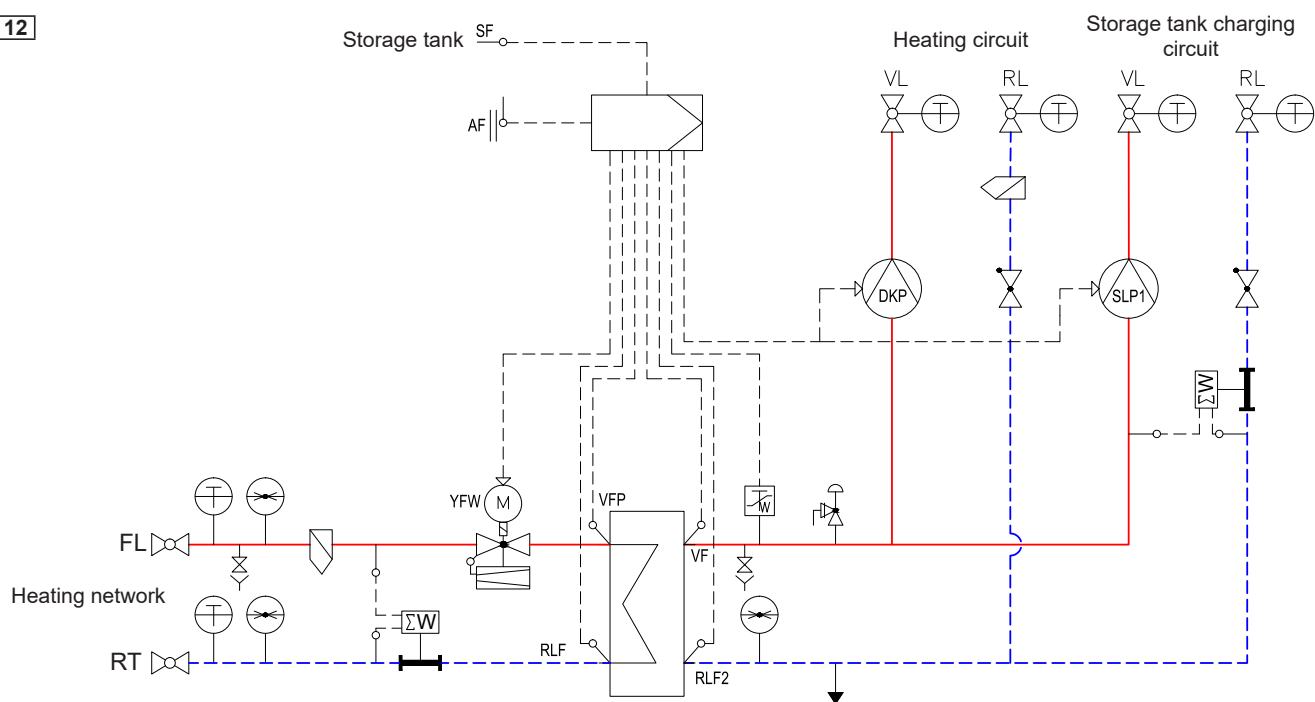 12
Storage tank
SF
AF
Heating circuit
Storage tank charging
circuit
VL
RL
VL
RL
T
T
T
T
DKP
SLP1
ΣW
YFW
M
VFP
W
VF
T
FL
Heating network
T
ΣW
RT
RLF
RLF2